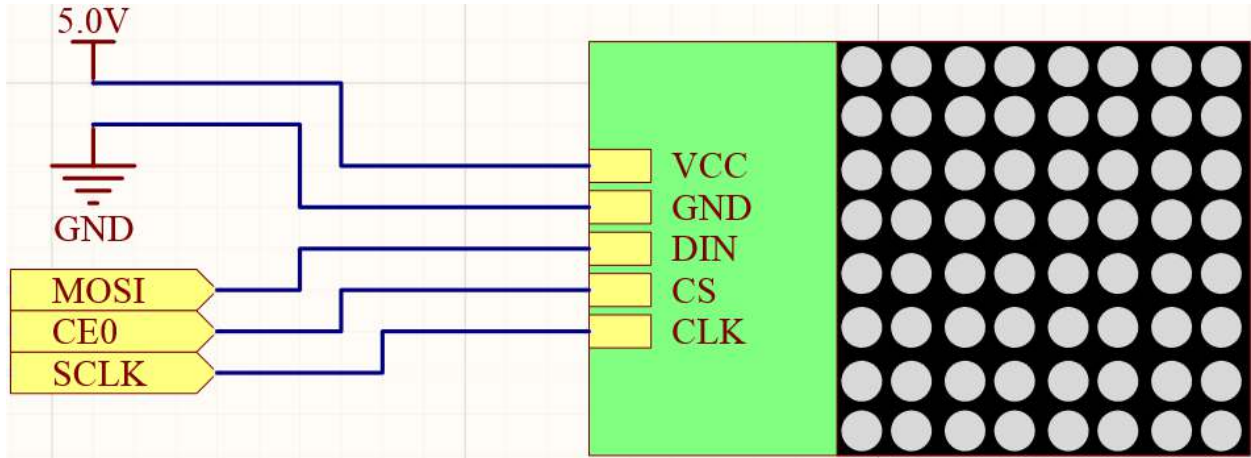 5.0V
GND
MOSI
CE0
SCLK
VCC
GND
DIN
CS
CLK